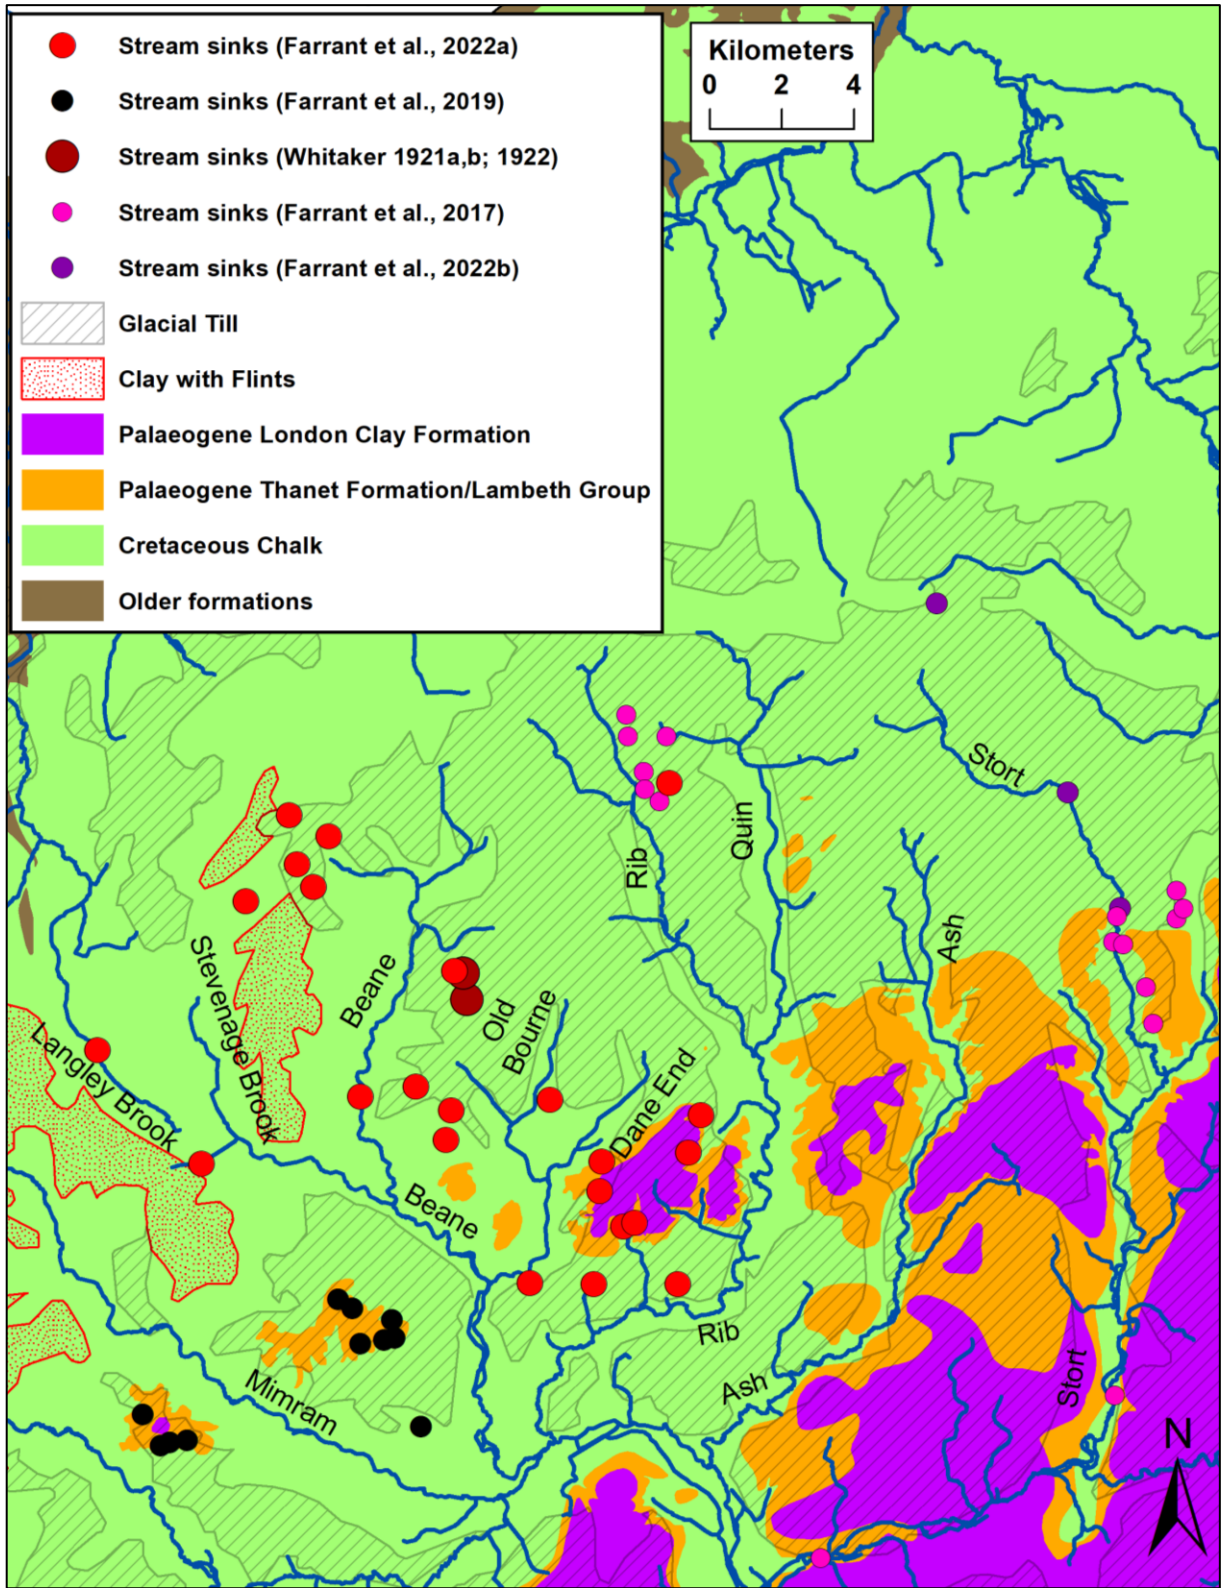 Stream sinks (Farrant et al., 2022a)
Stream sinks (Farrant et al., 2019)
Stream sinks (Whitaker 1921a,b; 1922)
Stream sinks (Farrant et al., 2017)
Stream sinks (Farrant et al., 2022b)
Glacial Till
Clay with Flints
Palaeogene London Clay Formation
Palaeogene Thanet Formation/Lambeth Group
Cretaceous Chalk
Older formations
Kilometers
0 2 4
Stort
Quin
Rib
Ash
Stevenage Brook
Beane
Old
Bourne
Langley Brook
Dane End
Beane
Rib
Ash
Stort
Mimram
N